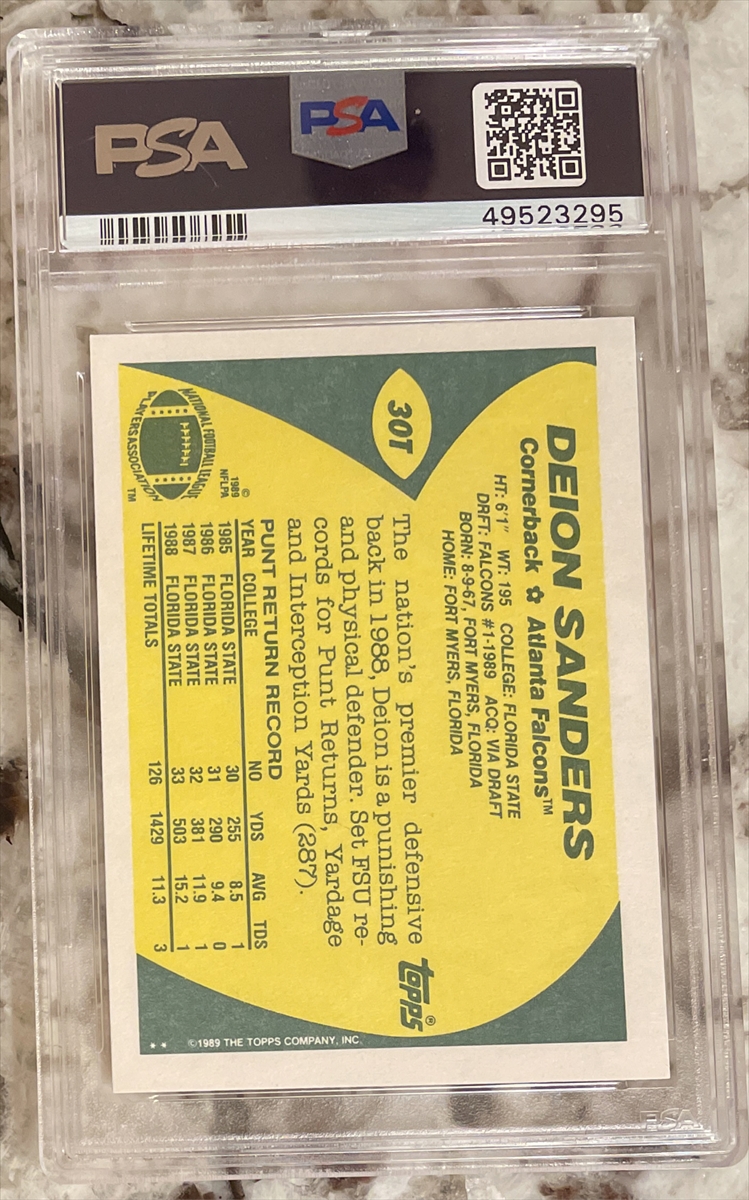 PSA
PSA
49523295
30T
DEION SANDERS
Cornerback ✿ Atlanta Falcons™
HT: 6'1" WT: 195 COLLEGE: FLORIDA STATE
DRFT: FALCONS #1-1989 ACQ: VIA DRAFT
BORN: 8-9-67, FORT MYERS, FLORIDA
HOME: FORT MYERS, FLORIDA
The nation's premier defensive
back in 1988, Deion is a punishing
and physical defender. Set FSU re-
cords for Punt Returns, Yardage
and Interception Yards (287).
PUNT RETURN RECORD
YEAR COLLEGE NO YDS AVG TDS
1985 FLORIDA STATE 30 255 8.5 1
1986 FLORIDA STATE 31 290 9.4 0
1987 FLORIDA STATE 32 381 11.9 1
1988 FLORIDA STATE 33 503 15.2 1
LIFETIME TOTALS 126 1429 11.3 3
NATIONAL FOOTBALL LEAGUE
PLAYERS ASSOCIATION
TM
©
1989
NFLPA
topps®
** ©1989 THE TOPPS COMPANY, INC.
PSA